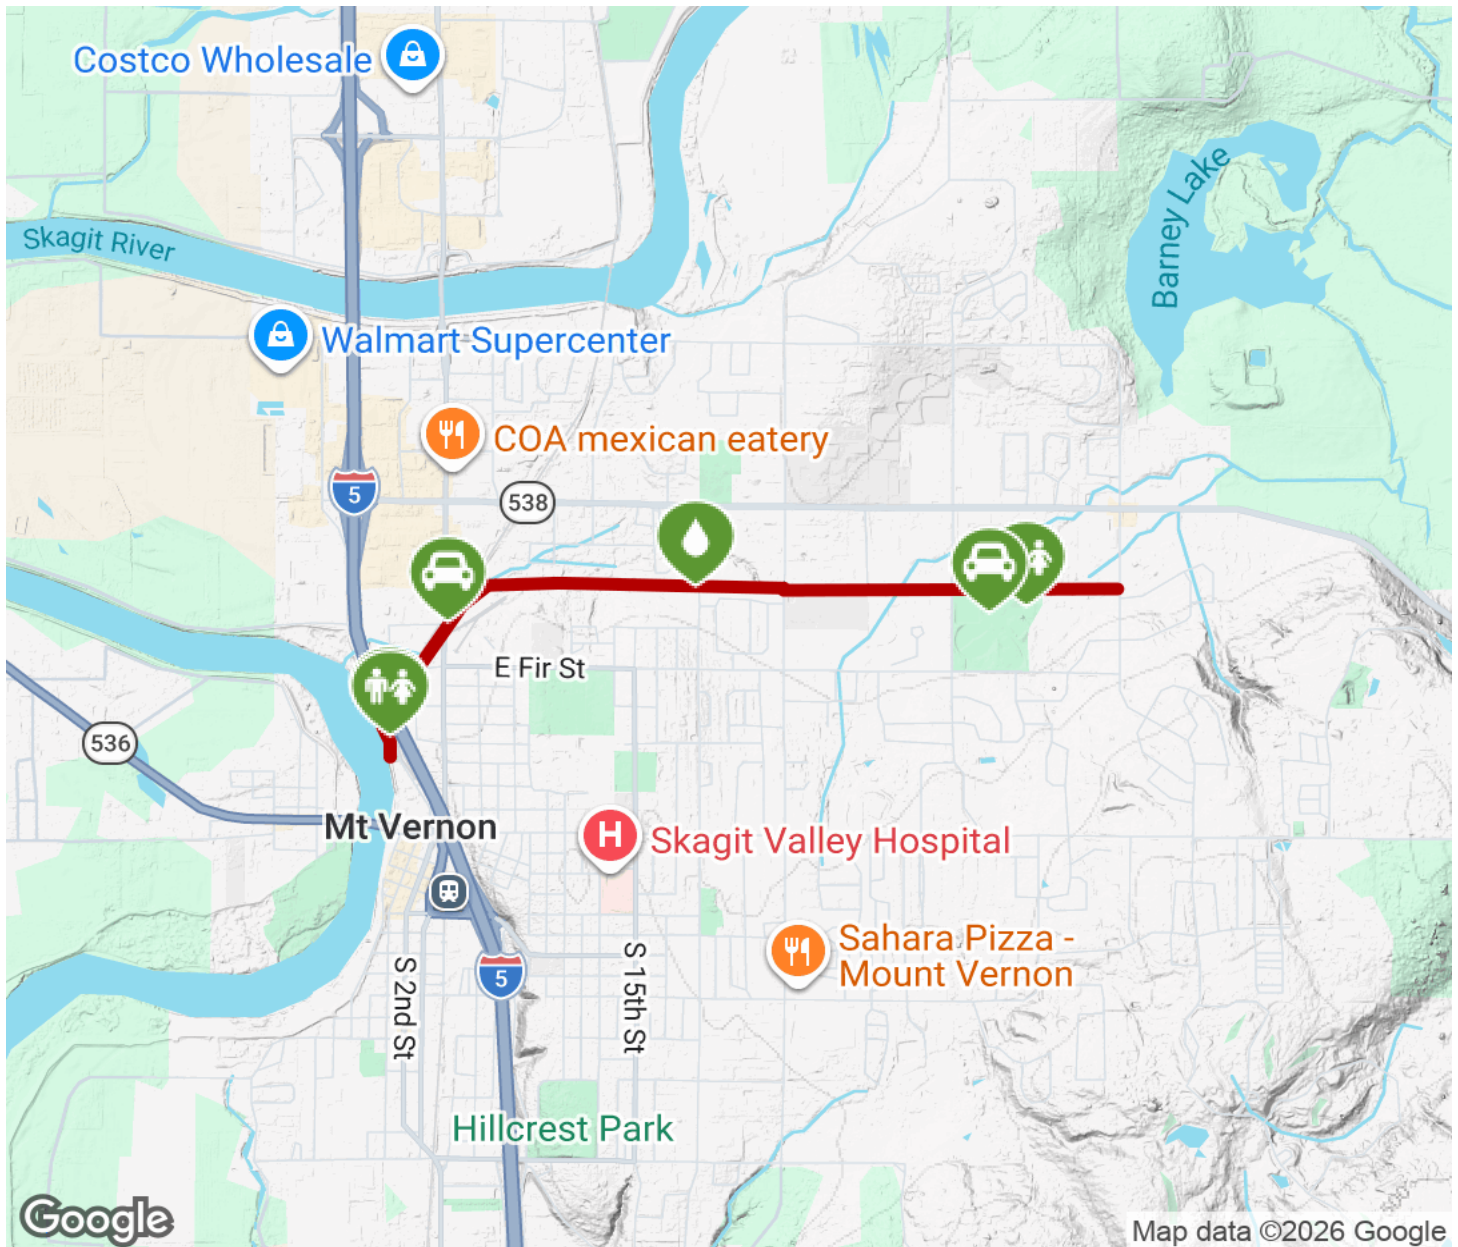 Costco Wholesale
Barney Lake
Skagit River
Walmart Supercenter
COA mexican eatery
5
538
E Fir St
536
Mt Vernon
H
Skagit Valley Hospital
Sahara Pizza -
Mount Vernon
S 2nd St
S 15th St
5
Hillcrest Park
Google
Map data ©2026 Google